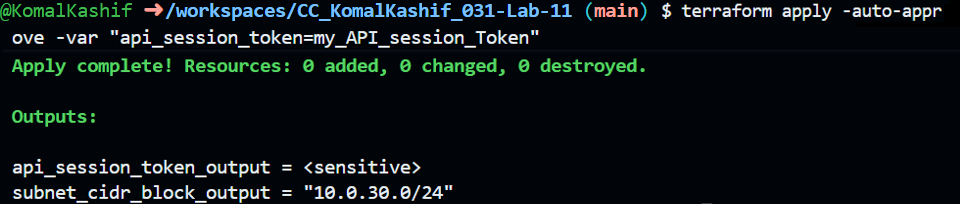 @KomalKashif ➜/workspaces/CC_KomalKashif_031-Lab-11 (main) $ terraform apply -auto-appr
ove -var "api_session_token=my_API_session_Token"
Apply complete! Resources: 0 added, 0 changed, 0 destroyed.
Outputs:
api_session_token_output = <sensitive>
subnet_cidr_block_output = "10.0.30.0/24"